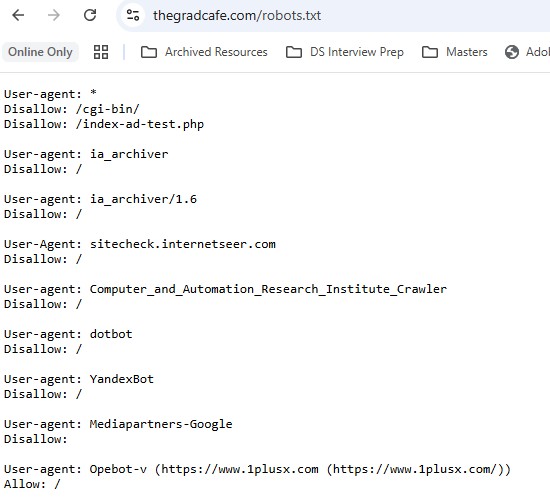 thegradcafe.com/robots.txt
Online Only
Archived Resources
DS Interview Prep
Masters
Adol
User-agent: *
Disallow: /cgi-bin/
Disallow: /index-ad-test.php
User-agent: ia_archiver
Disallow: /
User-agent: ia_archiver/1.6
Disallow: /
User-Agent: sitecheck.internetseer.com
Disallow: /
User-agent: Computer_and_Automation_Research_Institute_Crawler
Disallow: /
User-agent: dotbot
Disallow: /
User-agent: YandexBot
Disallow: /
User-agent: Mediapartners-Google
Disallow:
User-agent: Opebot-v (https://www.1plusx.com (https://www.1plusx.com/))
Allow: /